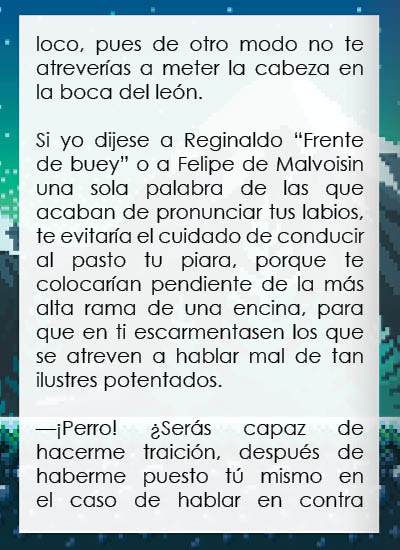 loco, pues de otro modo no te
atreverías a meter la cabeza en
la boca del león.
Si yo dijese a Reginaldo “Frente
de buey” o a Felipe de Malvoisin
una sola palabra de las que
acaban de pronunciar tus labios,
te evitaría el cuidado de conducir
al pasto tu piara, porque te
colocarían pendiente de la más
alta rama de una encina, para
que en ti escarmentasen los que
se atreven a hablar mal de tan
ilustres potentados.
—¡Perro! ¿Serás capaz de
hacerme traición, después de
haberme puesto tú mismo en
el caso de hablar en contra